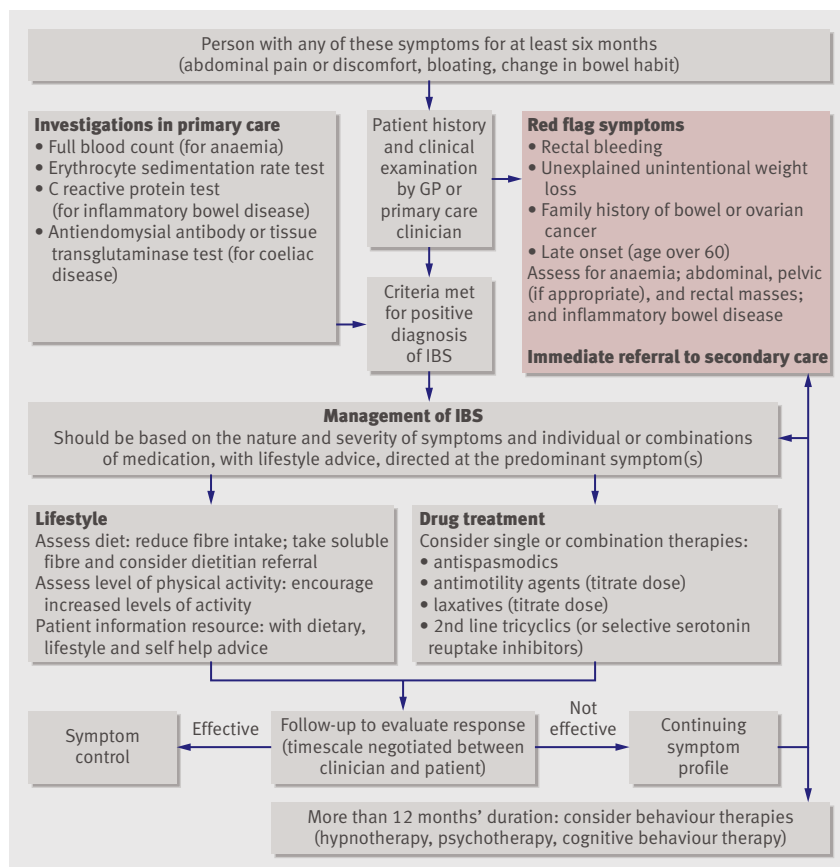 Person with any of these symptoms for at least six months
(abdominal pain or discomfort, bloating, change in bowel habit)
Investigations in primary care
• Full blood count (for anaemia)
• Erythrocyte sedimentation rate test
• C reactive protein test
(for inflammatory bowel disease)
• Antiendomysial antibody or tissue
transglutaminase test (for coeliac
disease)
Patient history
and clinical
examination
by GP or
primary care
clinician
Red flag symptoms
• Rectal bleeding
• Unexplained unintentional weight
loss
• Family history of bowel or ovarian
cancer
• Late onset (age over 60)
Assess for anaemia; abdominal, pelvic
(if appropriate), and rectal masses;
and inflammatory bowel disease
Immediate referral to secondary care
Criteria met
for positive
diagnosis
of IBS
Management of IBS
Should be based on the nature and severity of symptoms and individual or combinations
of medication, with lifestyle advice, directed at the predominant symptom(s)
Lifestyle
Assess diet: reduce fibre intake; take soluble
fibre and consider dietitian referral
Assess level of physical activity: encourage
increased levels of activity
Patient information resource: with dietary,
lifestyle and self help advice
Drug treatment
Consider single or combination therapies:
• antispasmodics
• antimotility agents (titrate dose)
• laxatives (titrate dose)
• 2nd line tricyclics (or selective serotonin
reuptake inhibitors)
Symptom
control
Effective
Follow-up to evaluate response
(timescale negotiated between
clinician and patient)
Not
effective
Continuing
symptom
profile
More than 12 months' duration: consider behaviour therapies
(hypnotherapy, psychotherapy, cognitive behaviour therapy)